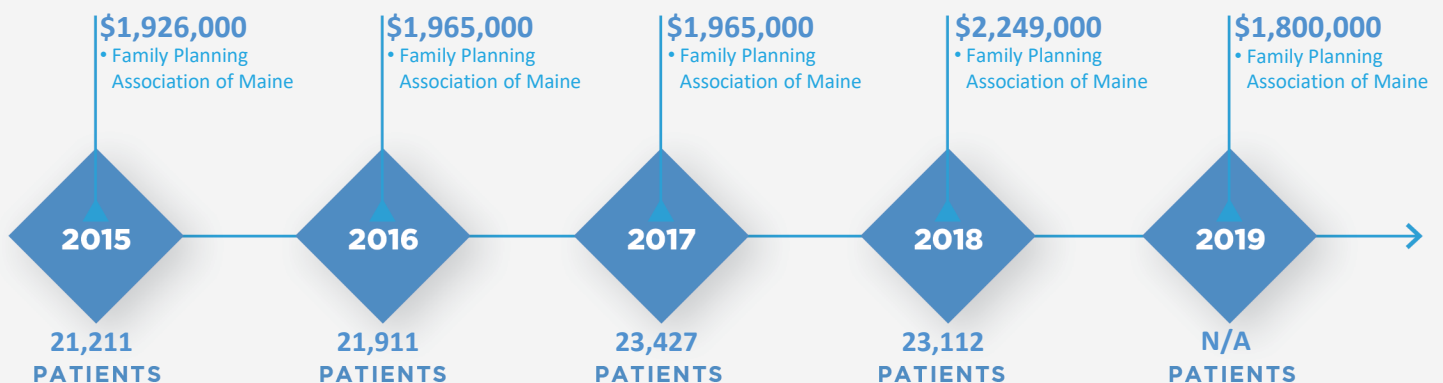 $1,926,000
• Family Planning
Association of Maine
$1,965,000
• Family Planning
Association of Maine
$1,965,000
• Family Planning
Association of Maine
$2,249,000
• Family Planning
Association of Maine
$1,800,000
• Family Planning
Association of Maine
2015
2016
2017
2018
2019
21,211
PATIENTS
21,911
PATIENTS
23,427
PATIENTS
23,112
PATIENTS
N/A
PATIENTS